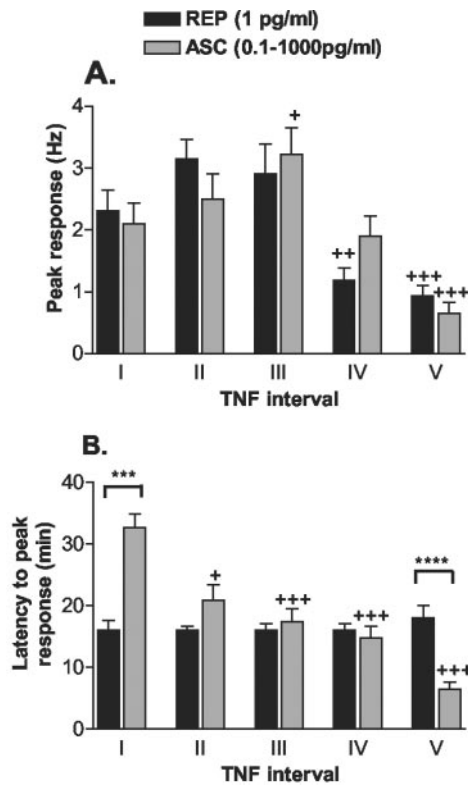 REP (1 pg/ml)
ASC (0.1-1000pg/ml)
A.
Peak response (Hz)
4
3
2
1
0
+
++
+++
+++
I II III IV V
TNF interval
B.
Latency to peak
response (min)
40
30
20
10
0
***
+
+++
+++
****
+++
I II III IV V
TNF interval